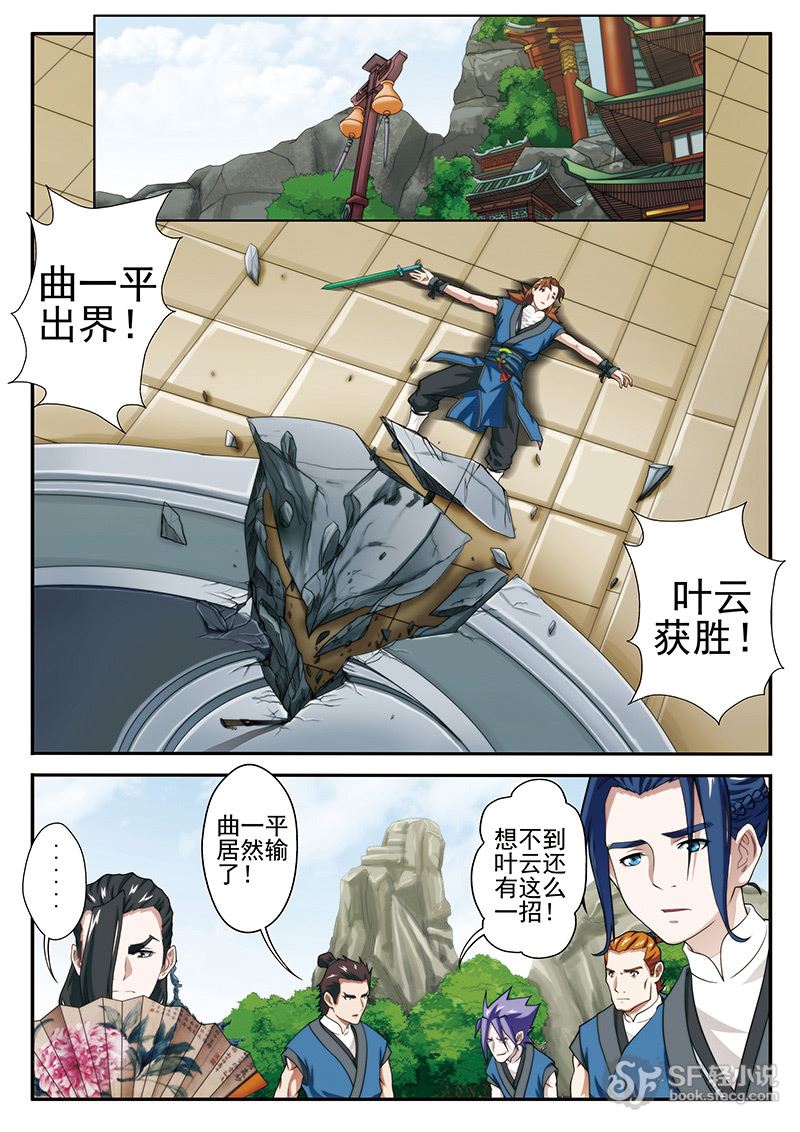 曲一平
出界！
叶云
获胜！
······
曲一平
居然输
了！
不到
想叶云还
有这么
一招！
SF轻小说
book.sfacg.com